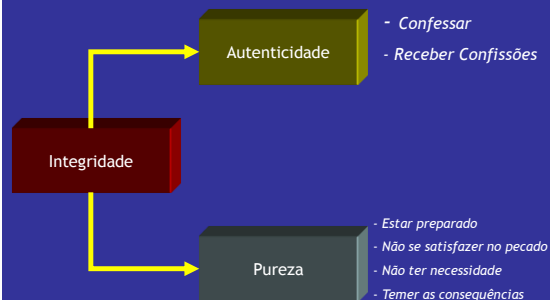 Autenticidade
- Confessar
- Receber Confissões
Integridade
Pureza
- Estar preparado
- Não se satisfazer no pecado
- Não ter necessidade
- Temer as consequências